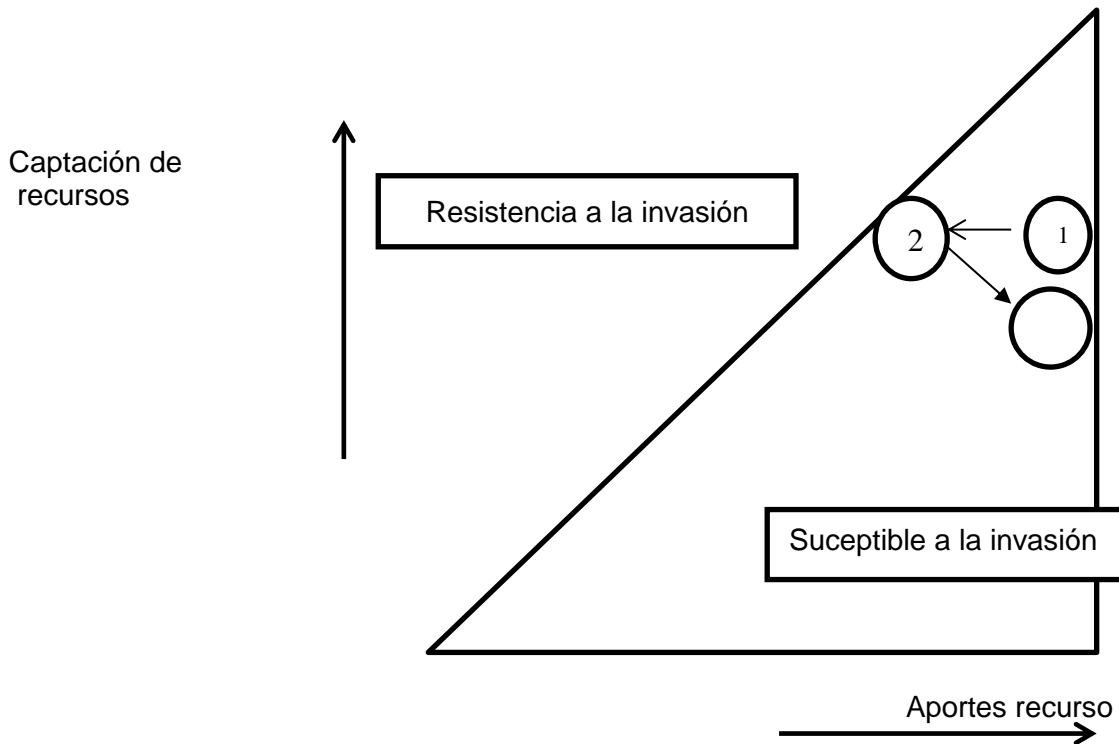 Captación de
recursos
Resistencia a la invasión
2
1
Suceptible a la invasión
Aportes recurso